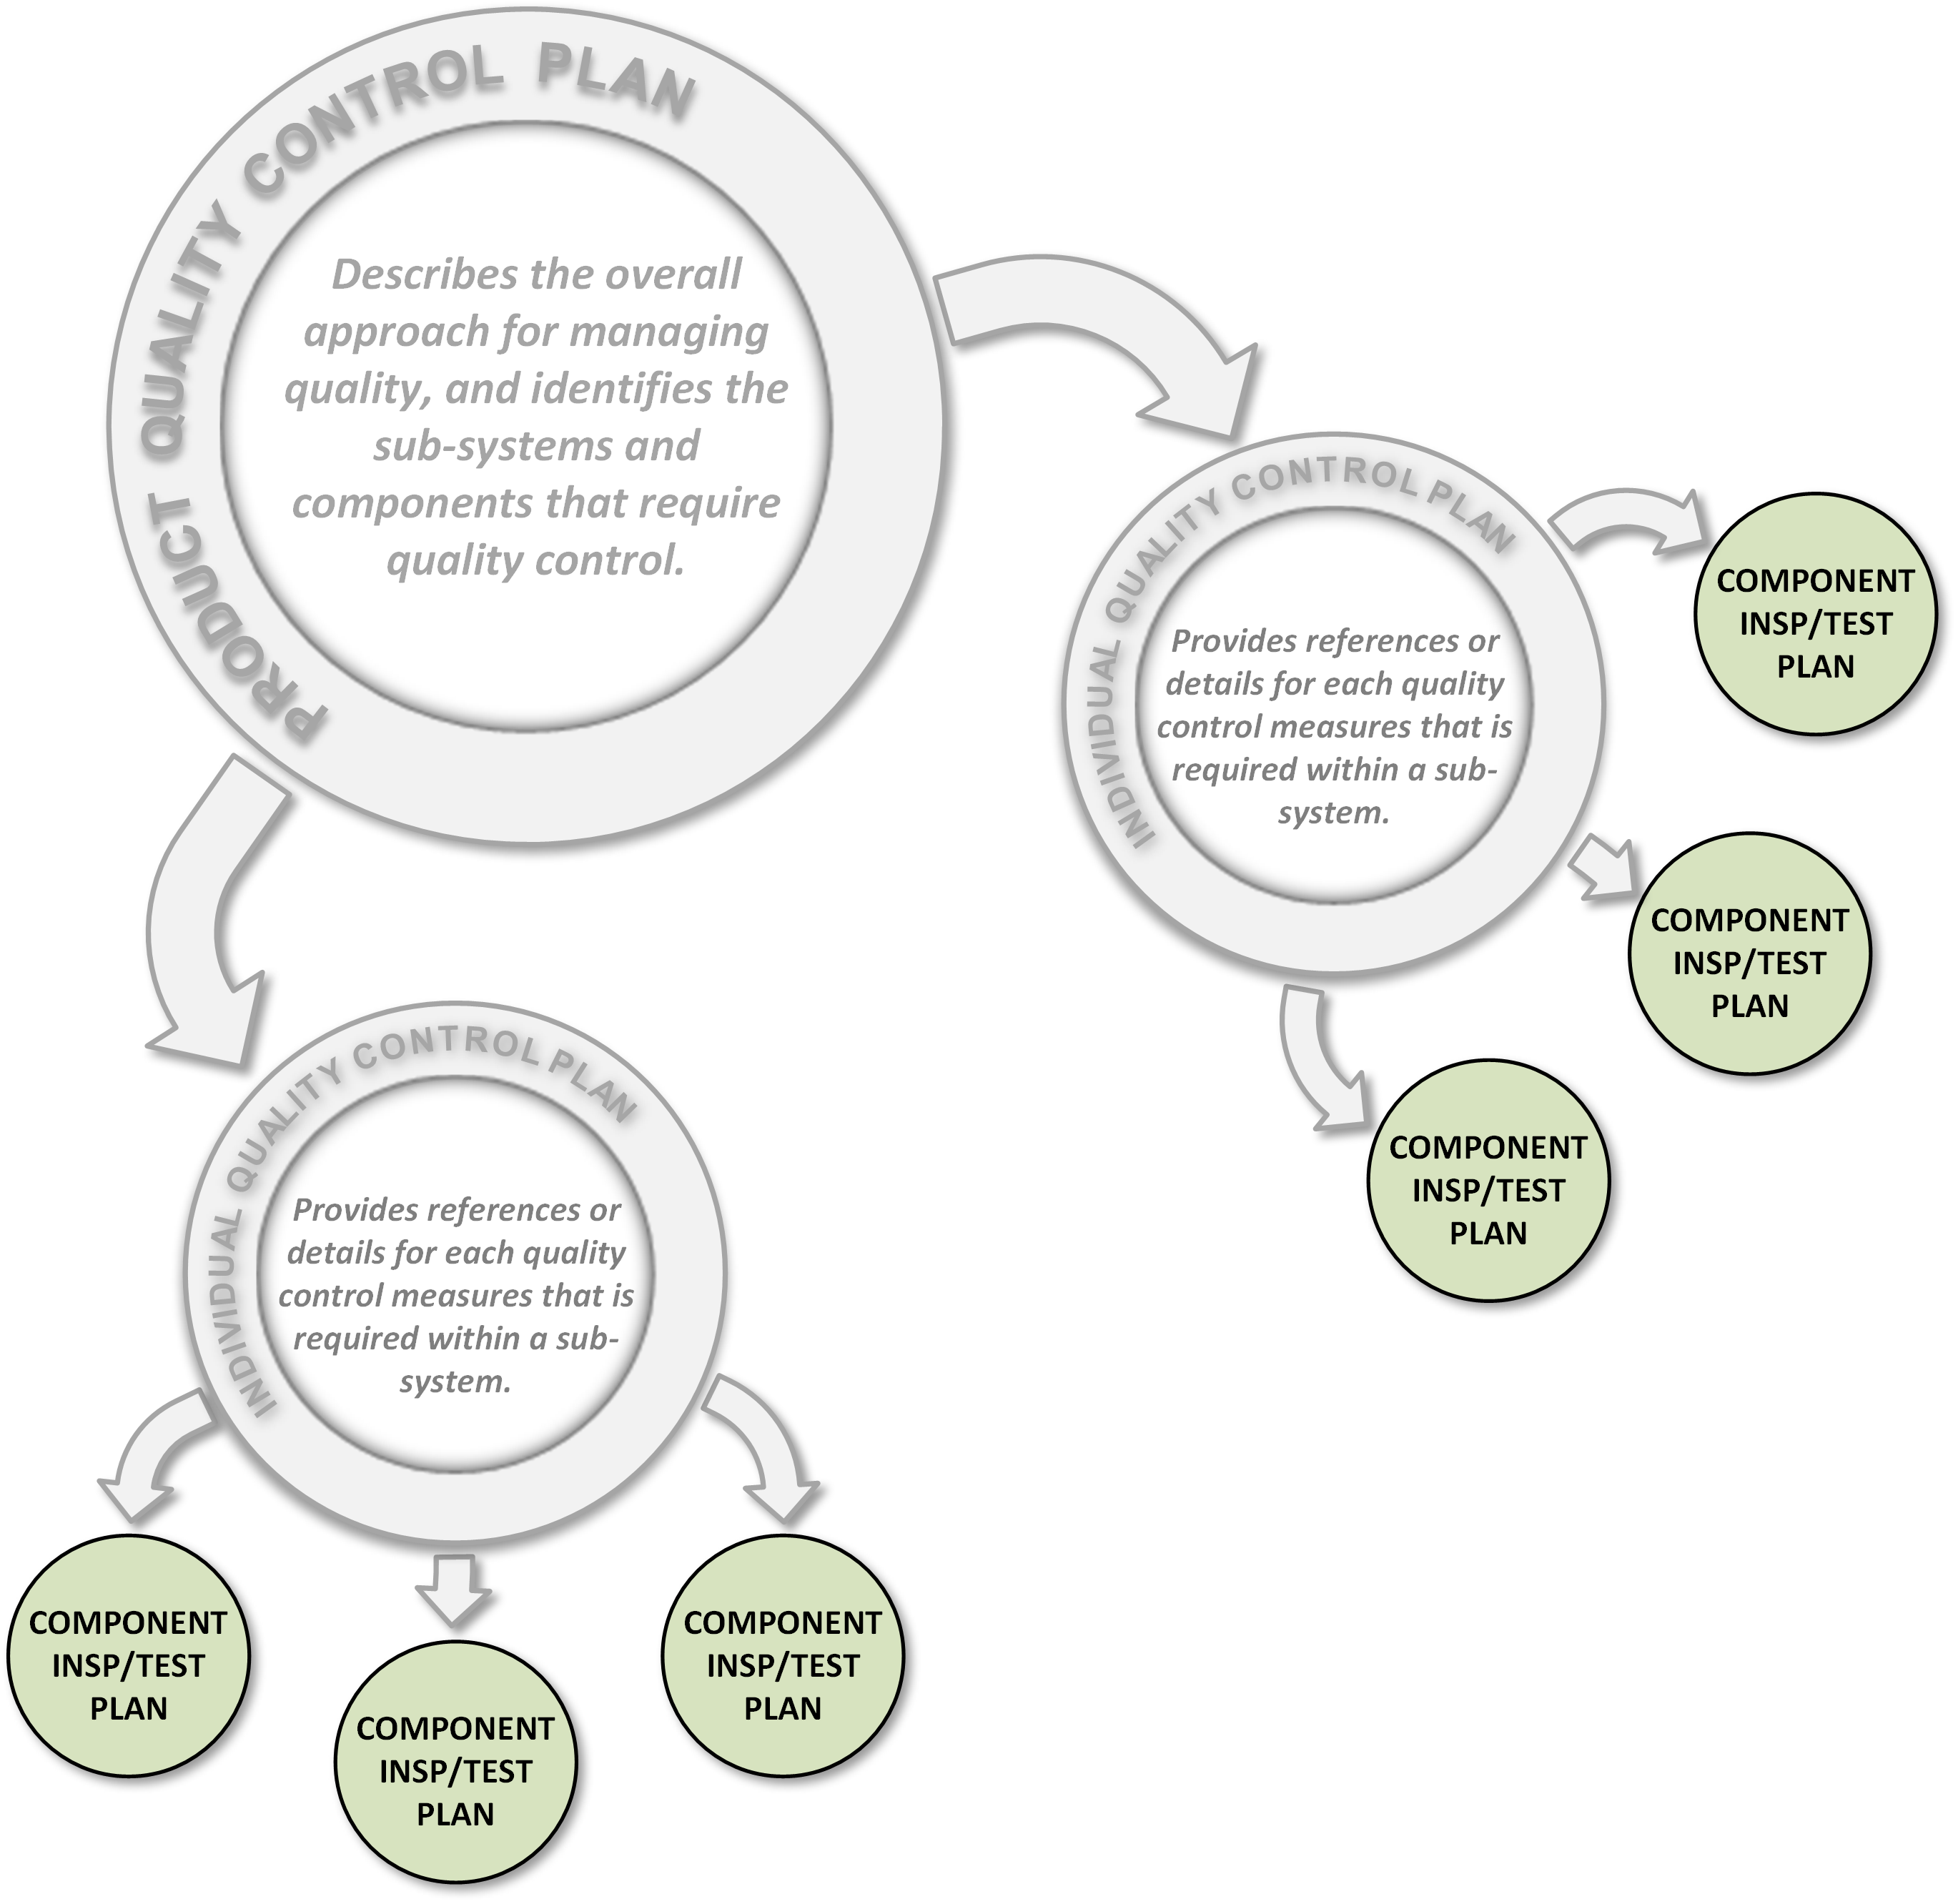 PRODUCT QUALITY CONTROL PLAN
Describes the overall
approach for managing
quality, and identifies the
sub-systems and
components that require
quality control.
INDIVIDUAL QUALITY CONTROL PLAN
Provides references or
details for each quality
control measures that is
required within a sub-
system.
COMPONENT
INSP/TEST
PLAN
COMPONENT
INSP/TEST
PLAN
COMPONENT
INSP/TEST
PLAN
INDIVIDUAL QUALITY CONTROL PLAN
Provides references or
details for each quality
control measures that is
required within a sub-
system.
COMPONENT
INSP/TEST
PLAN
COMPONENT
INSP/TEST
PLAN
COMPONENT
INSP/TEST
PLAN